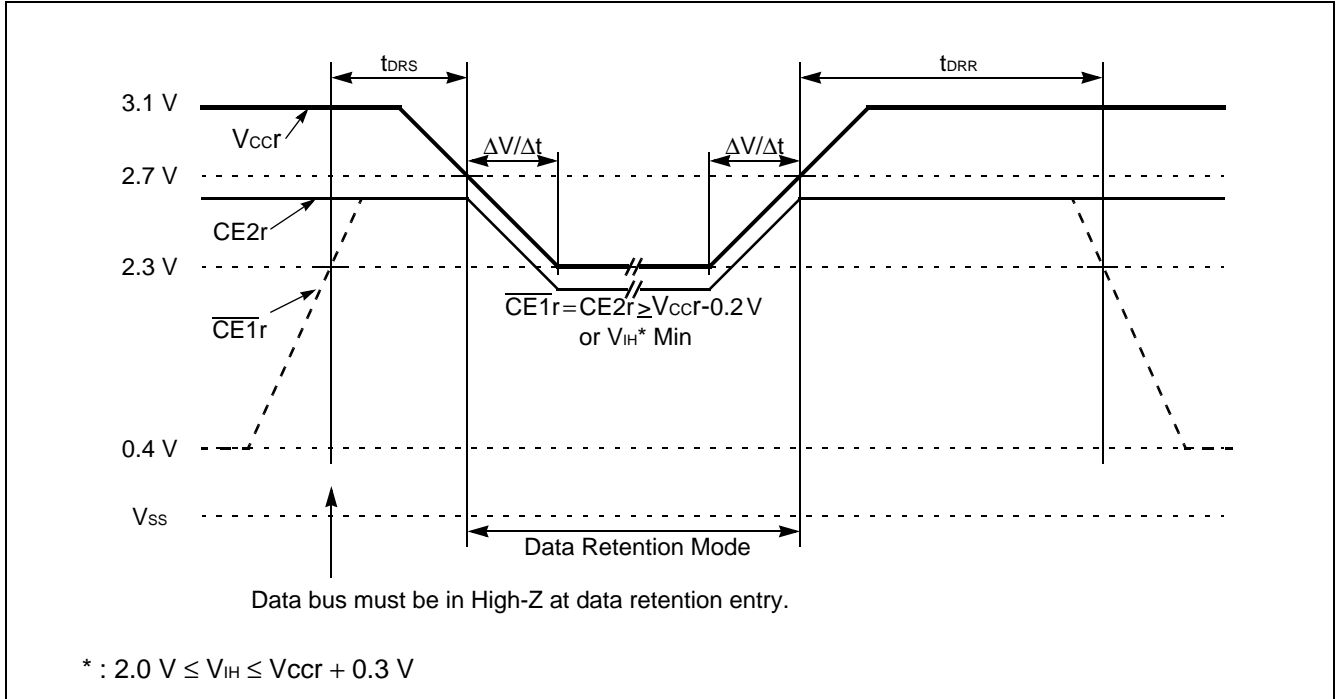 tDRS
tDRR
3.1 V
VCCr
ΔV/Δt
ΔV/Δt
2.7 V
CE2r
2.3 V
CE1r=CE2r ≥VCCr-0.2 V
CE1r
or VIH* Min
0.4 V
VSS
Data Retention Mode
Data bus must be in High-Z at data retention entry.
* : 2.0 V ≤ VIH ≤ Vccr + 0.3 V